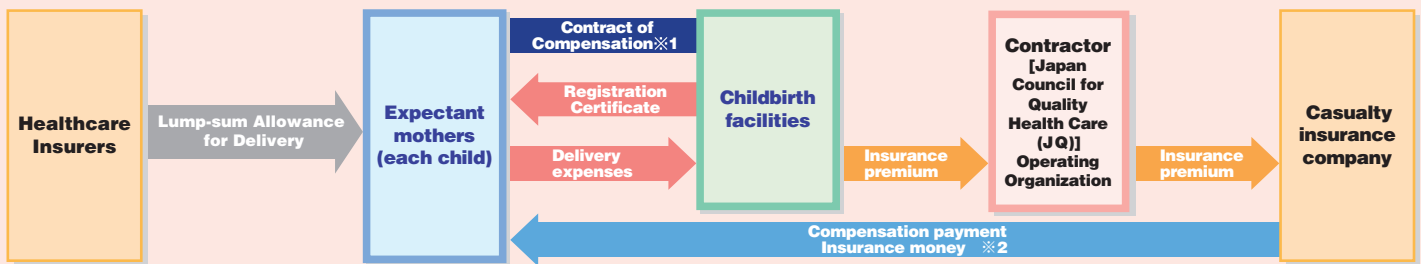 Healthcare
Insurers
Lump-sum Allowance
for Delivery
Expectant
mothers
(each child)
Contract of
Compensation※1
Registration
Certificate
Delivery
expenses
Childbirth
facilities
Insurance
premium
Contractor
[Japan
Council for
Quality
Health Care
(JQ)]
Operating
Organization
Insurance
premium
Casualty
insurance
company
Compensation payment
Insurance money ※2